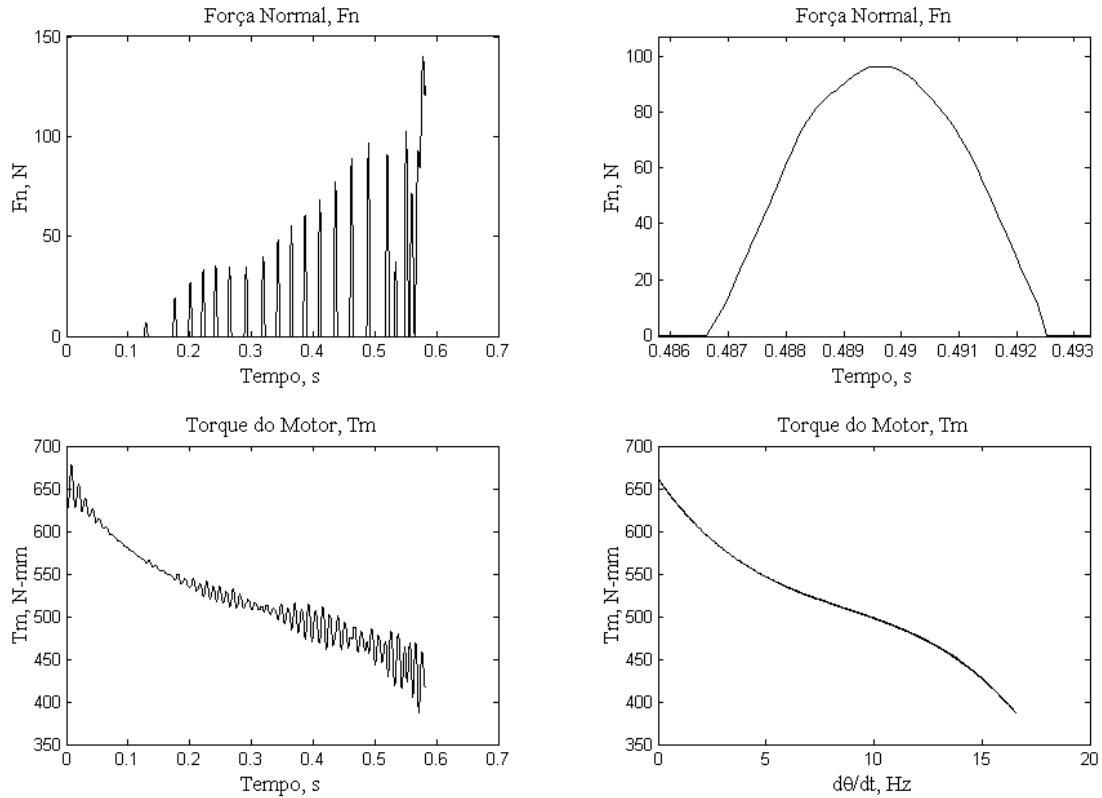 Força Normal, Fn
150
100
50
0
Fn, N
0 0.1 0.2 0.3 0.4 0.5 0.6 0.7
Tempo, s
Força Normal, Fn
100
80
60
40
20
0
Fn, N
0.486 0.487 0.488 0.489 0.49 0.491 0.492 0.493
Tempo, s
Torque do Motor, Tm
700
650
600
550
500
450
400
350
Tm, N-mm
0 0.1 0.2 0.3 0.4 0.5 0.6 0.7
Tempo, s
Torque do Motor, Tm
700
650
600
550
500
450
400
350
Tm, N-mm
0 5 10 15 20
dθ/dt, Hz